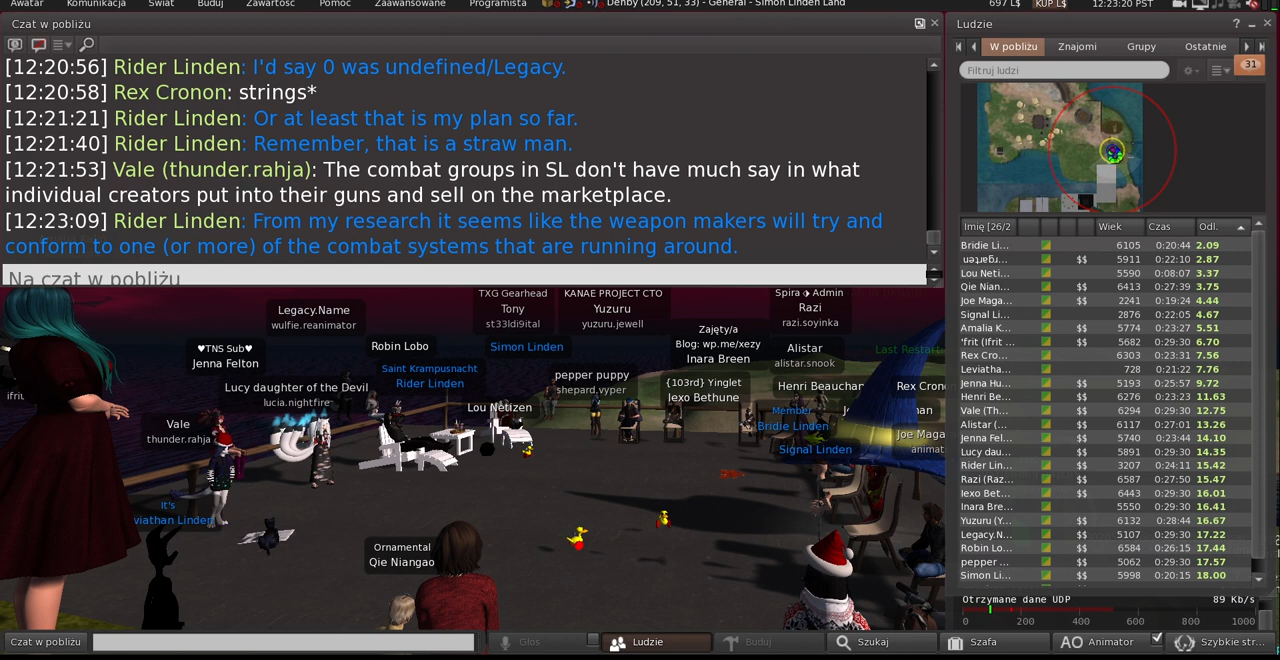 Awatar Komunikacja Świat Buduj Zawartość Pomoc Zaawansowane Programista Denby (209, 51, 33) - General - Simon Linden Land 697 L$ KUP L$ 12:23:20 PST
Czat w pobliżu
[12:20:56] Rider Linden: I'd say 0 was undefined/Legacy.
[12:20:58] Rex Cronon: strings*
[12:21:21] Rider Linden: Or at least that is my plan so far.
[12:21:40] Rider Linden: Remember, that is a straw man.
[12:21:53] Vale (thunder.rahja): The combat groups in SL don't have much say in what
individual creators put into their guns and sell on the marketplace.
[12:23:09] Rider Linden: From my research it seems like the weapon makers will try and
conform to one (or more) of the combat systems that are running around.
Na czat w pobliżu
Legacy.Name
wulfie.reanimator
TXG Gearhead
Tony
st33ldi9ital
KANAE PROJECT CTO
Yuzuru
yuzuru.jewell
Spira Admin
Razi
razi.soyinka
♥TNS Sub♥
Jenna Felton
Robin Lobo
Simon Linden
Zajęty/a
Blog: wp.me/xezy
Inara Breen
Alistar
alistar.snook
Last Restart:
Saint Krampusnacht
Rider Linden
Lucy daughter of the Devil
lucia.nightfire
pepper puppy
shepard.vyper
{103rd} Yinglet
Iexo Bethune
Henri Beauchar
Rex Cron
ifrit
Lou Netizen
Member
Bridie Linden
man
Vale
thunder.rahja
Signal Linden
Joe Maga
animat
It's
viathan Linden
Ornamental
Qie Niangao
Ludzie
? _ ×
W pobliżu Znajomi Grupy Ostatnie
31
Filtruj ludzi
Imię [26/2 Wiek Czas Odl.
Bridie Li... 6105 0:20:44 2.09
$$ 5911 0:22:10 2.87
Lou Neti... 5590 0:08:07 3.37
Qie Nian... $$ 6413 0:27:39 3.75
Joe Maga... $$ 2241 0:19:24 4.44
Signal Li... 2876 0:22:05 4.67
Amalia K... $$ 5774 0:23:27 5.51
'frit (Ifrit ... $$ 5682 0:29:30 6.70
Rex Cro... 6303 0:23:31 7.56
Leviatha... 728 0:21:22 7.76
Jenna Hu... $$ 5193 0:25:57 9.72
Henri Be... $$ 6276 0:23:23 11.63
Vale (Th... $$ 6294 0:29:30 12.75
Alistar (... $$ 6117 0:27:01 13.26
Jenna Fel... $$ 5740 0:23:44 14.10
Lucy dau... $$ 5891 0:29:30 14.35
Rider Lin... $$ 3207 0:24:11 15.42
Razi (Raz... $$ 6587 0:27:50 15.47
Iexo Bet... $$ 6443 0:29:30 16.01
Inara Bre... 5550 0:29:30 16.41
Yuzuru (Y... $$ 6132 0:28:44 16.67
Legacy.N... $$ 5107 0:29:30 17.22
Robin Lo... $$ 6584 0:26:15 17.44
pepper ... $$ 5062 0:29:30 17.57
Simon Li... $$ 5998 0:20:15 18.00
Otrzymane dane UDP 89 Kb/s
0 200 400 600 800 1000
Czat w pobliżu Głos Ludzie Buduj Szukaj Szafa AO Animator Szybkie str...